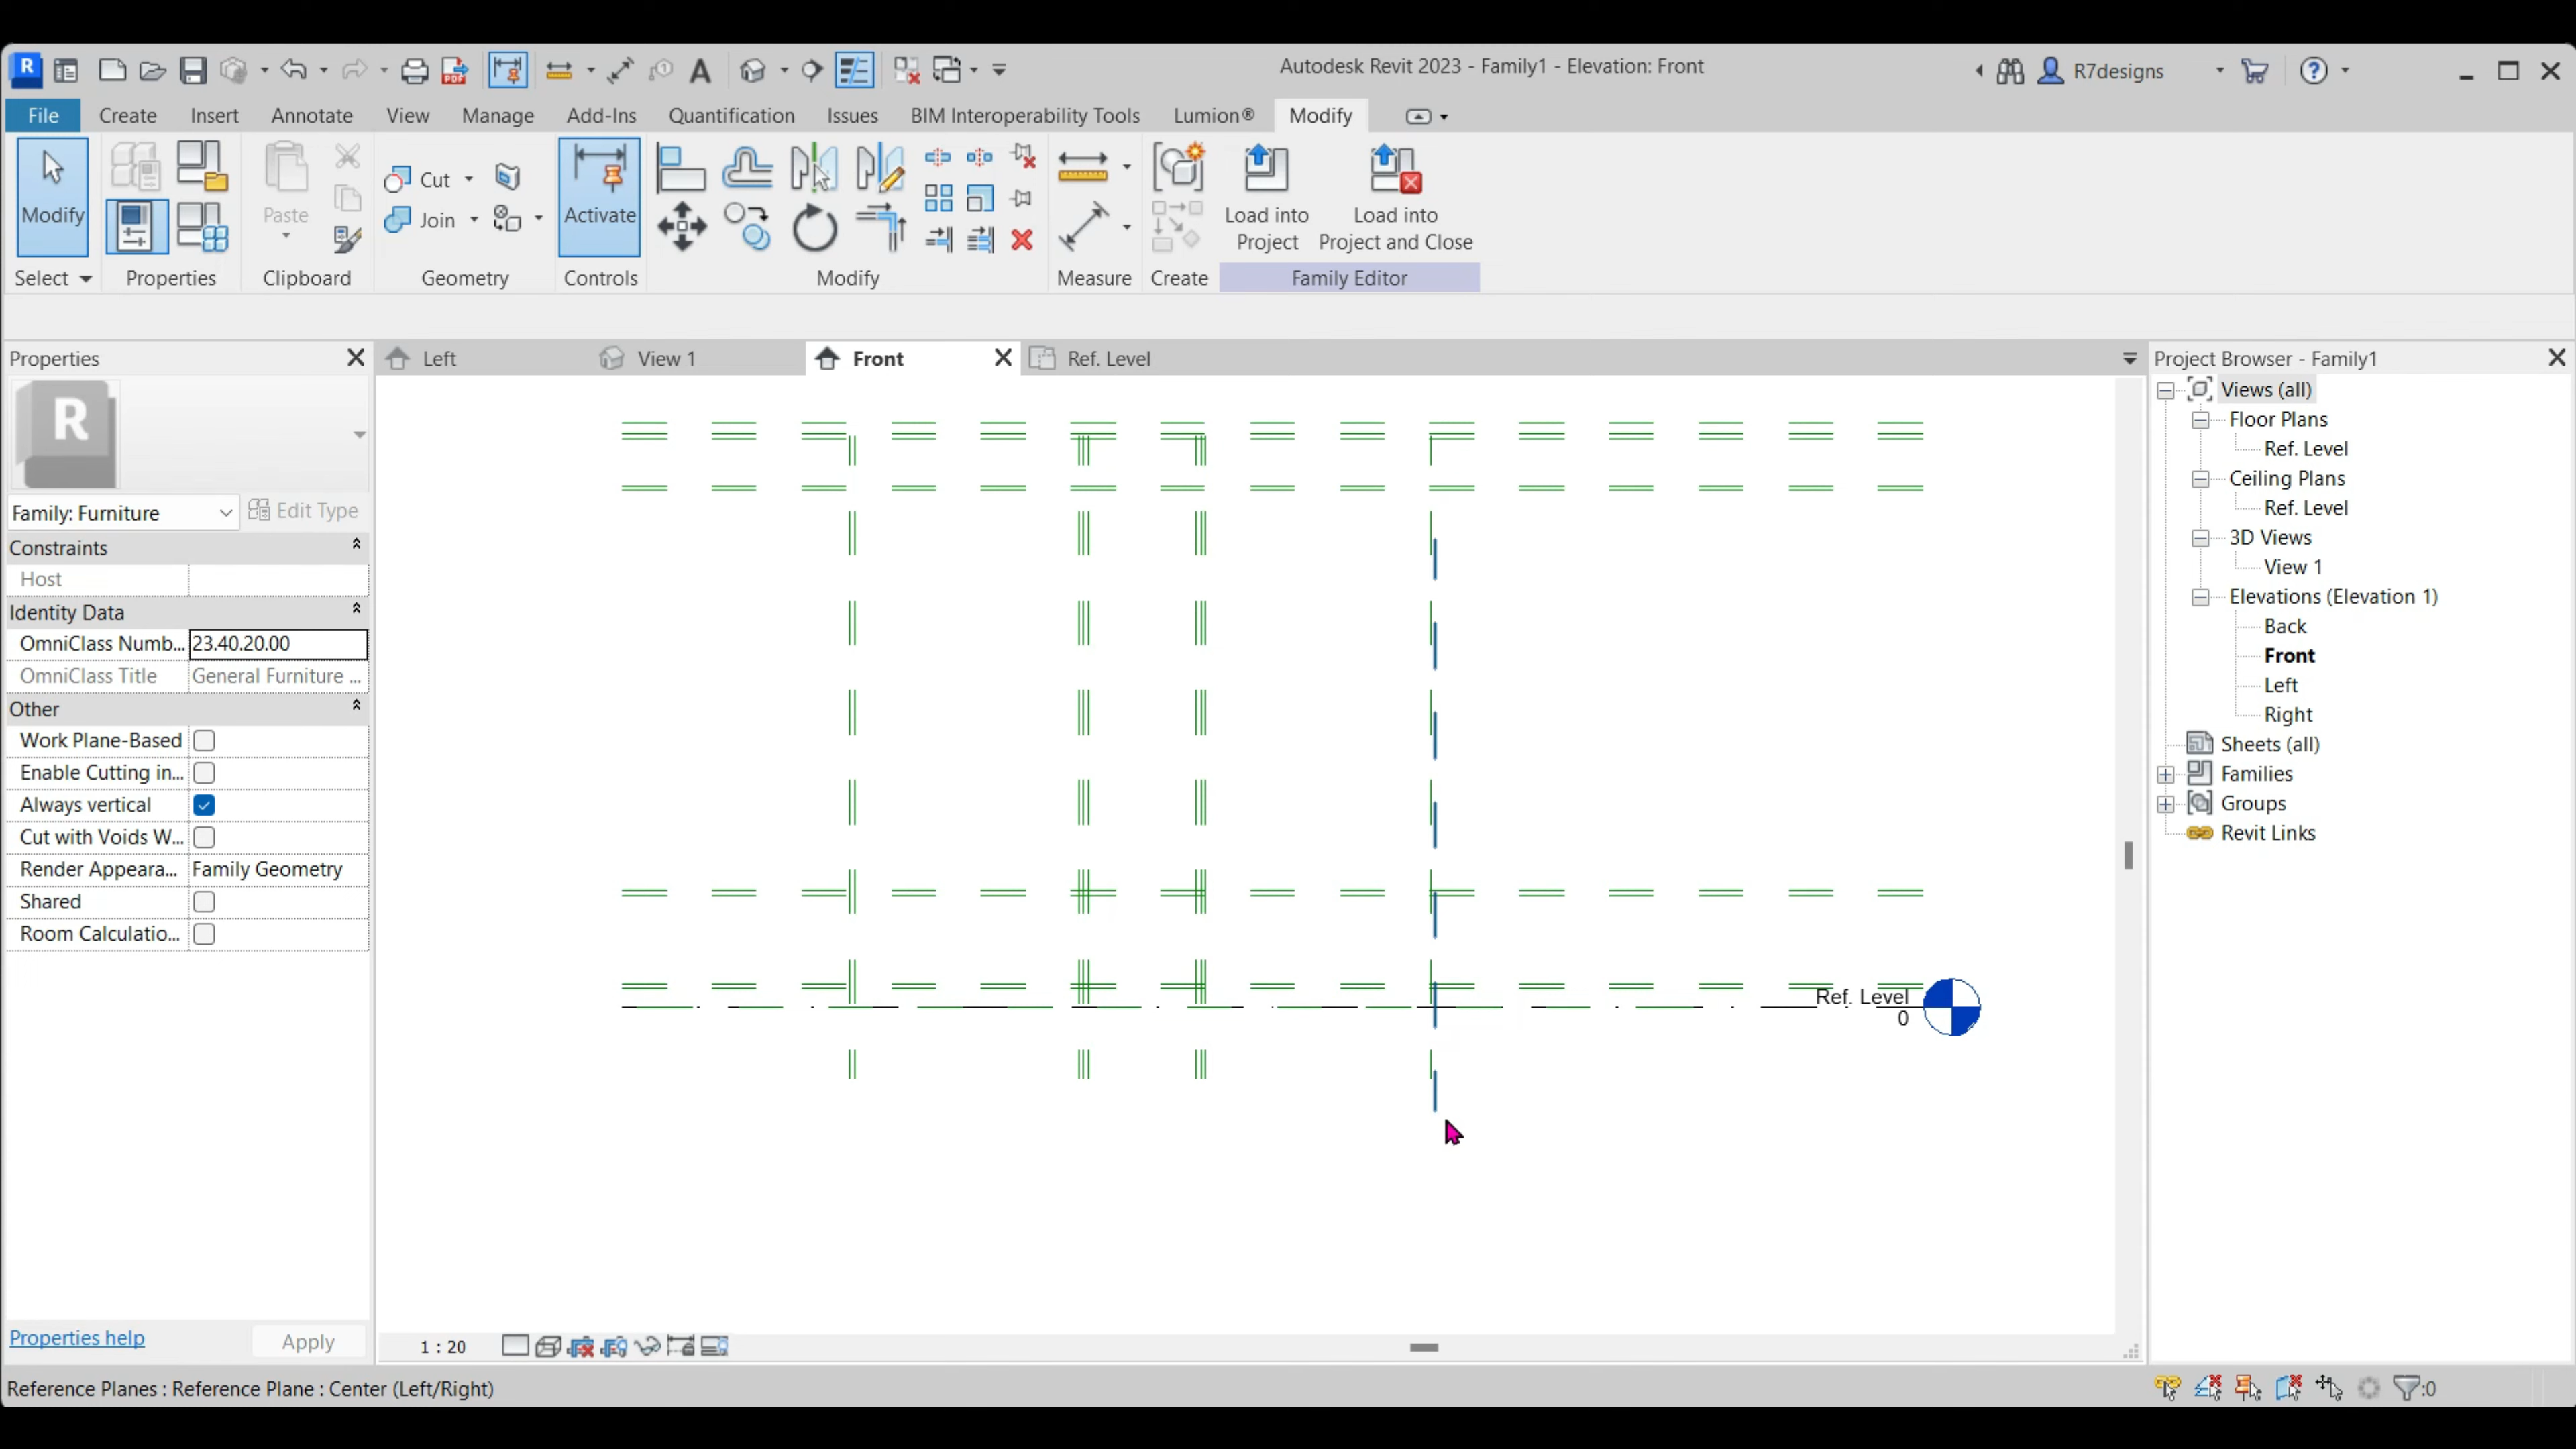 R
Autodesk Revit 2023 - Family1 - Elevation: Front
R7designs
File
Create
Insert
Annotate
View
Manage
Add-Ins
Quantification
Issues
BIM Interoperability Tools
Lumion®
Modify
Modify
Paste
Cut
Join
Activate
Load into
Project
Load into
Project and Close
Select
Properties
Clipboard
Geometry
Controls
Modify
Measure
Create
Family Editor
Properties
Left
View 1
Front
Ref. Level
Project Browser - Family1
R
Family: Furniture
Edit Type
Constraints
Host
Identity Data
OmniClass Numb...
23.40.20.00
OmniClass Title
General Furniture ...
Other
Work Plane-Based
Enable Cutting in...
Always vertical
Cut with Voids W...
Render Appeara...
Family Geometry
Shared
Room Calculatio...
Properties help
Apply
Ref. Level
0
Views (all)
Floor Plans
Ref. Level
Ceiling Plans
Ref. Level
3D Views
View 1
Elevations (Elevation 1)
Back
Front
Left
Right
Sheets (all)
Families
Groups
Revit Links
1 : 20
Reference Planes : Reference Plane : Center (Left/Right)
:0